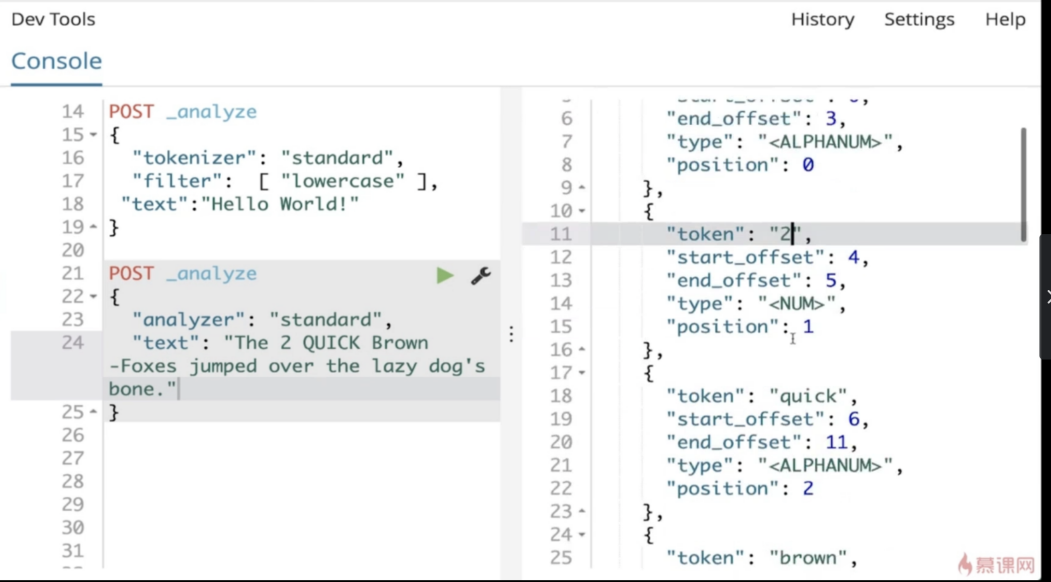 Dev Tools
History Settings Help
Console
14 POST _analyze
15 {
16 "tokenizer": "standard",
17 "filter": [ "lowercase" ],
18 "text":"Hello World!"
19 }
20
21 POST _analyze
22 {
23 "analyzer": "standard",
24 "text": "The 2 QUICK Brown
-Foxes jumped over the lazy dog's
bone."
25 }
26
27
28
29
30
31
6 "end_offset": 3,
7 "type": "<ALPHANUM>",
8 "position": 0
9 },
10 {
11 "token": "2",
12 "start_offset": 4,
13 "end_offset": 5,
14 "type": "<NUM>",
15 "position": 1
16 },
17 {
18 "token": "quick",
19 "start_offset": 6,
20 "end_offset": 11,
21 "type": "<ALPHANUM>",
22 "position": 2
23 },
24 {
25 "token": "brown",
慕课网